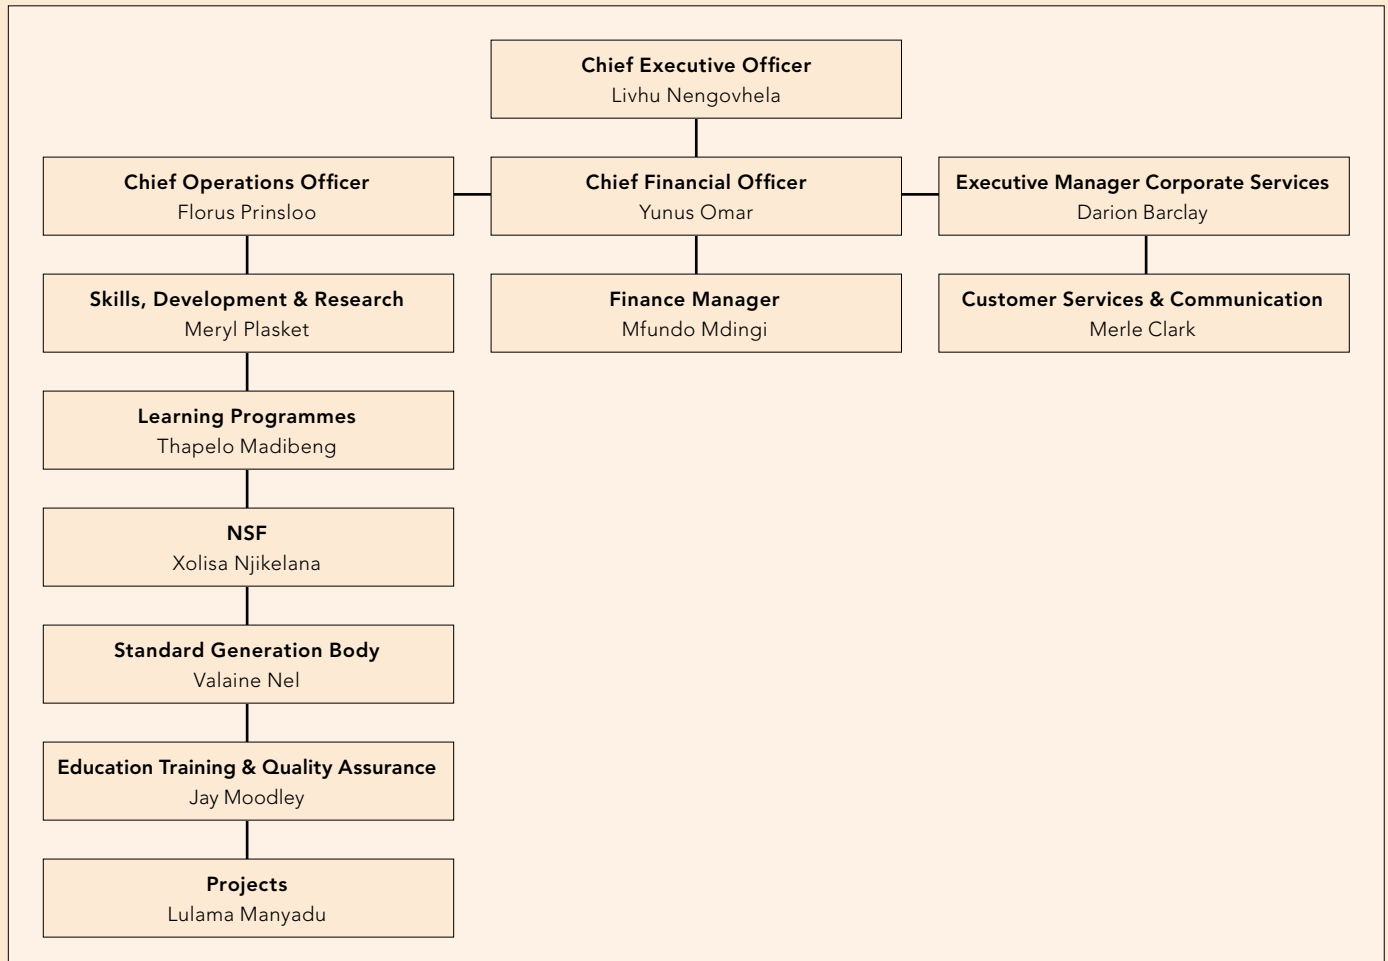 Chief Executive Officer
Livhu Nengovhela
Chief Operations Officer
Florus Prinsloo
Chief Financial Officer
Yunus Omar
Executive Manager Corporate Services
Darion Barclay
Skills, Development & Research
Meryl Plasket
Finance Manager
Mfundo Mdingi
Customer Services & Communication
Merle Clark
Learning Programmes
Thapelo Madibeng
NSF
Xolisa Njikelana
Standard Generation Body
Valaine Nel
Education Training & Quality Assurance
Jay Moodley
Projects
Lulama Manyadu